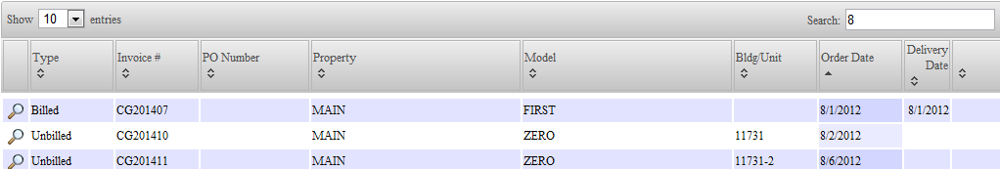 Show 10 entries Search: 8
Type Invoice # PO Number Property Model Bldg/Unit Order Date Delivery Date
Billed CG201407 MAIN FIRST 8/1/2012 8/1/2012
Unbilled CG201410 MAIN ZERO 11731 8/2/2012
Unbilled CG201411 MAIN ZERO 11731-2 8/6/2012